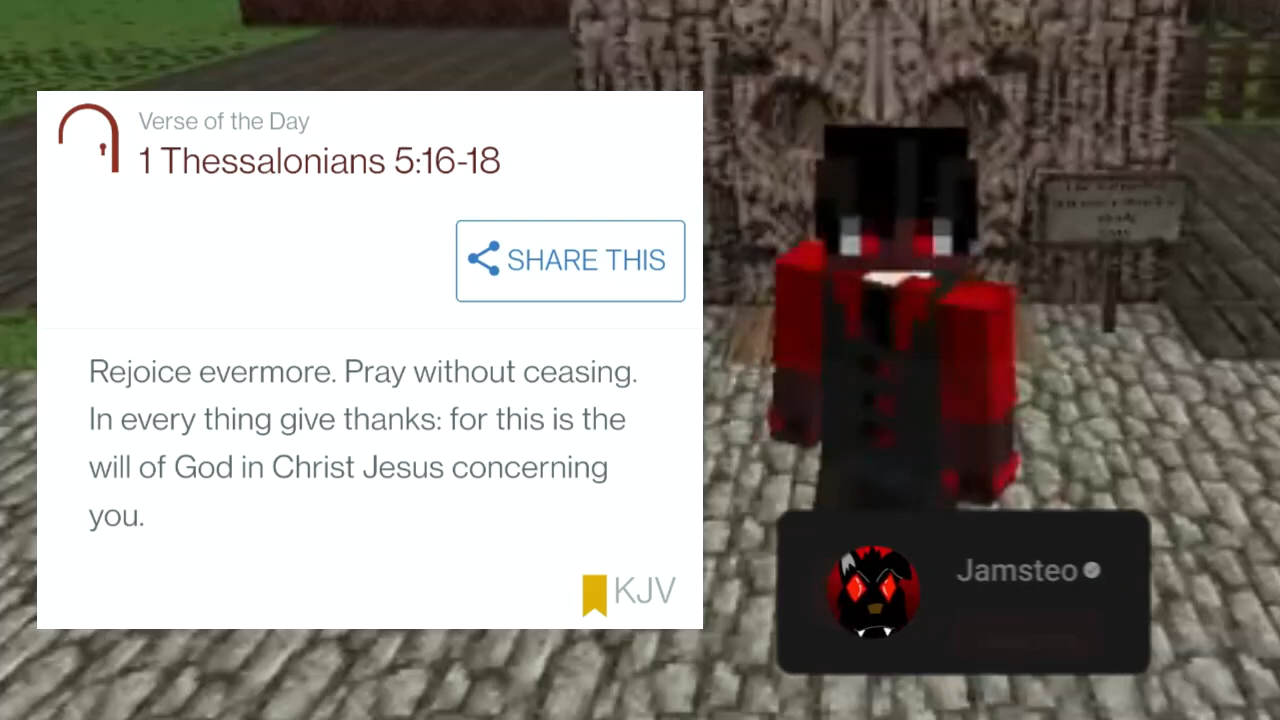 Verse of the Day
1 Thessalonians 5:16-18
SHARE THIS
Rejoice evermore. Pray without ceasing.
In every thing give thanks: for this is the
will of God in Christ Jesus concerning
you.
KJV
Jamsteo